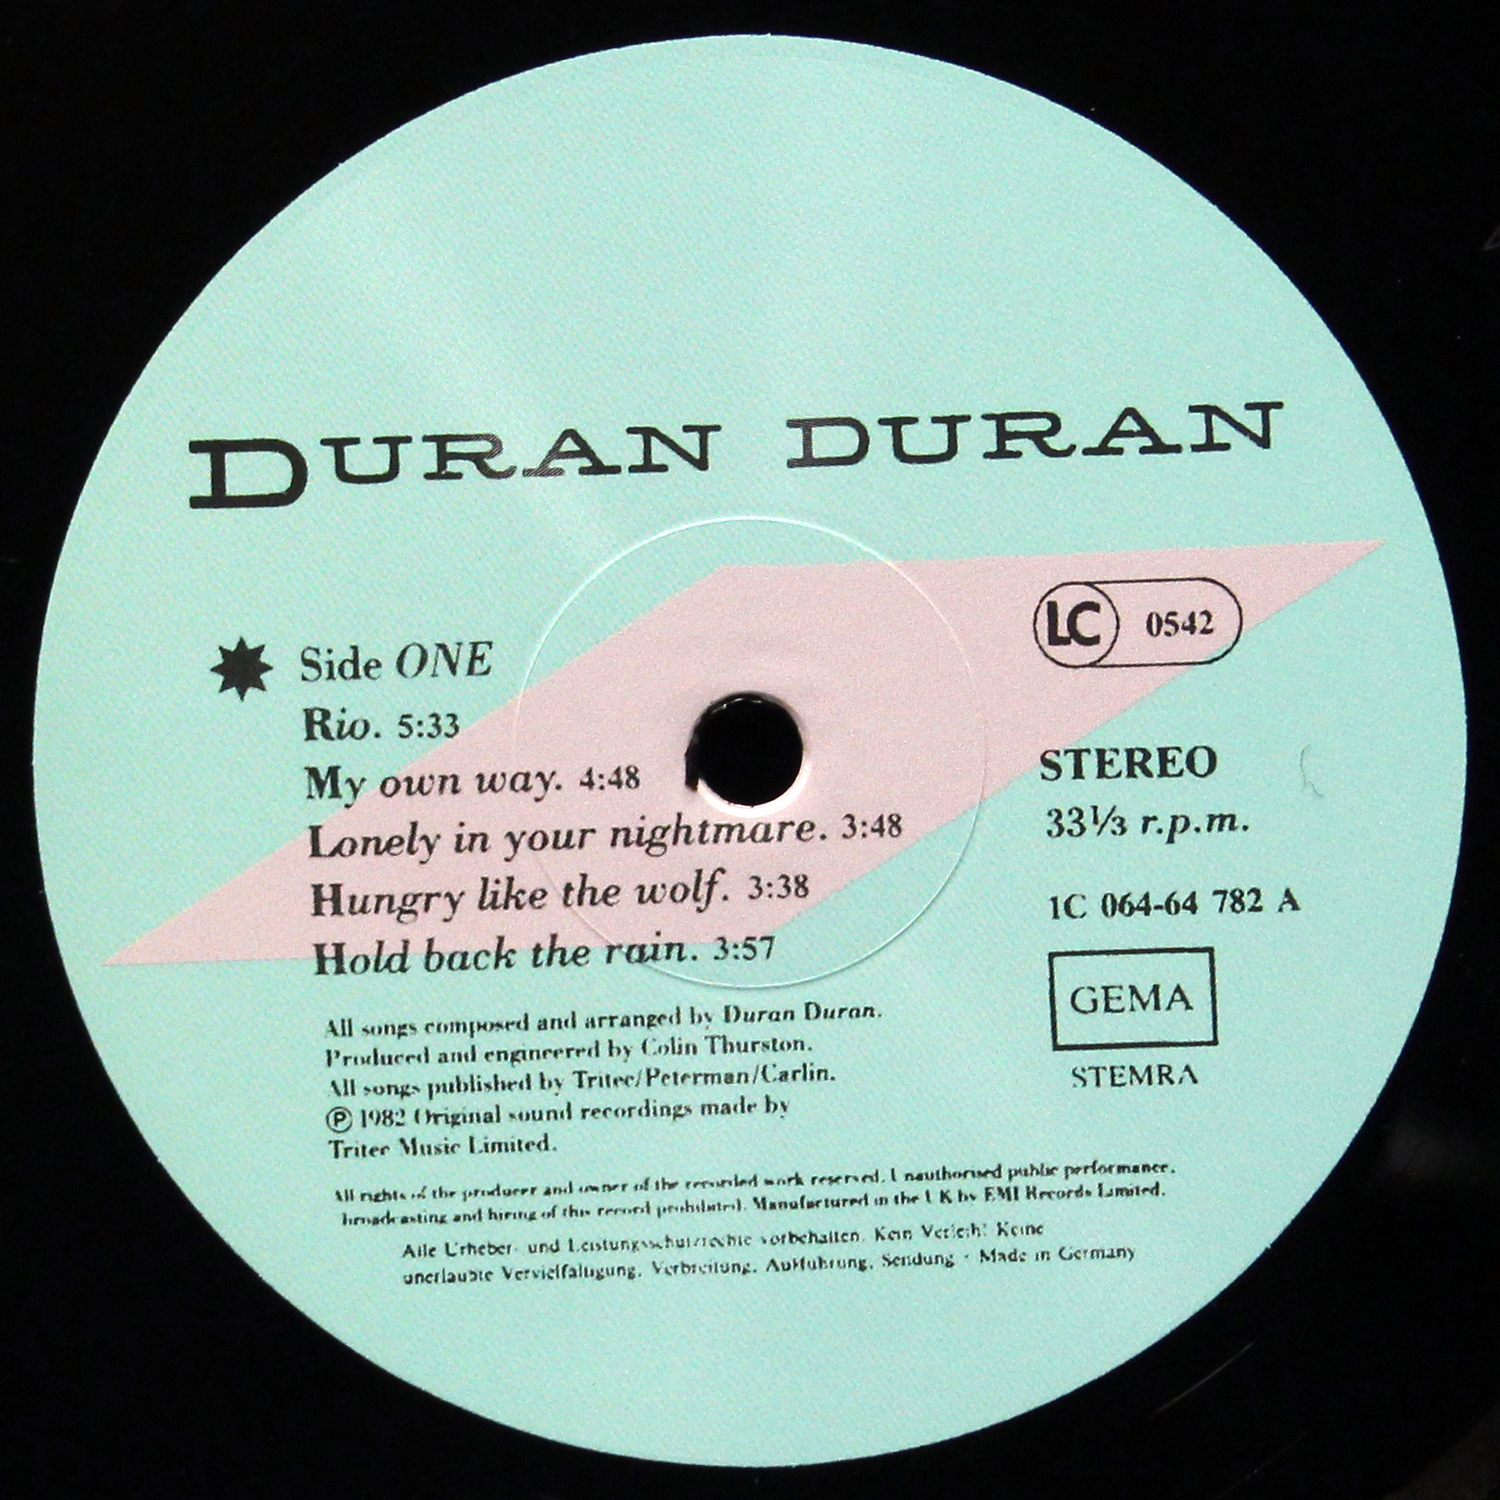 DURAN DURAN
LC 0542
Side ONE
Rio. 5:33
My own way. 4:48
Lonely in your nightmare. 3:48
Hungry like the wolf. 3:38
Hold back the rain. 3:57
STEREO
33⅓ r.p.m.
1C 064-64 782 A
GEMA
STEMRA
All songs composed and arranged by Duran Duran.
Produced and engineered by Colin Thurston.
All songs published by Tritec/Peterman/Carlin.
Ⓟ 1982 Original sound recordings made by
Tritec Music Limited.
All rights of the producer and owner of the recorded work reserved. Unauthorised public performance,
broadcasting and hiring of this record prohibited. Manufactured in the U K by EMI Records Limited.
Alle Urheber- und Leistungsschutzrechte vorbehalten. Kein Verleih! Keine
unerlaubte Vervielfältigung, Verbreitung, Aufführung, Sendung · Made in Germany